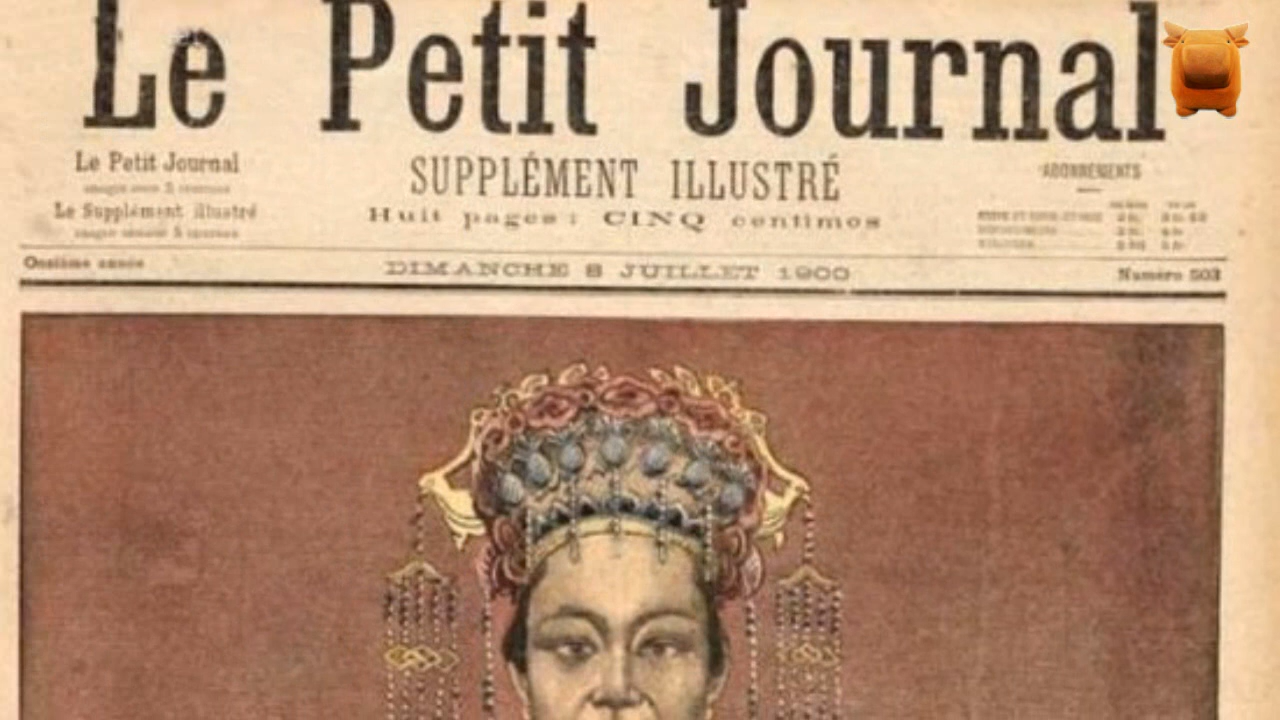 Le Petit Journal
Le Petit Journal
SUPPLÉMENT ILLUSTRÉ
ABONNEMENTS
Le Supplément illustré
Huit pages: CINQ centimes
Onzième année
DIMANCHE 8 JUILLET 1900
Numéro 503